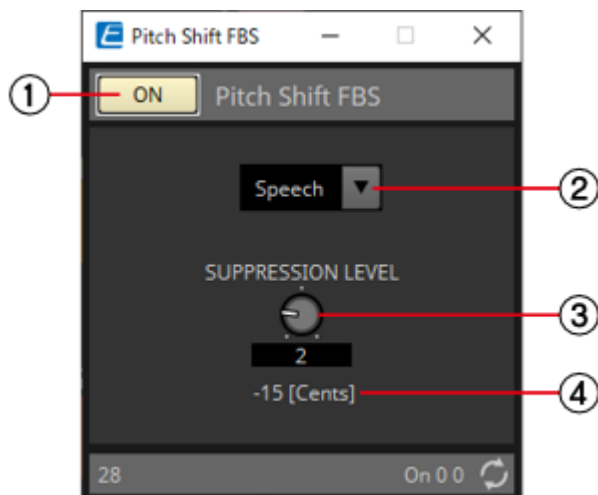 Pitch Shift FBS
① ON Pitch Shift FBS
Speech ②
SUPPRESSION LEVEL
③
2
-15 [Cents] ④
28 On 0 0